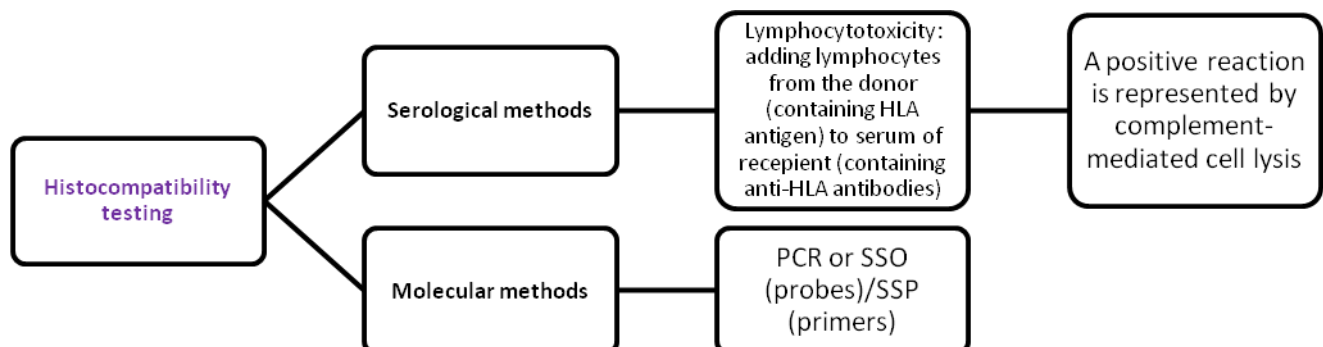 Histocompatibility
testing
Serological methods
Lymphocytotoxicity:
adding lymphocytes
from the donor
(containing HLA
antigen) to serum of
recepient (containing
anti-HLA antibodies)
A positive reaction
is represented by
complement-
mediated cell lysis
Molecular methods
PCR or SSO
(probes)/SSP
(primers)